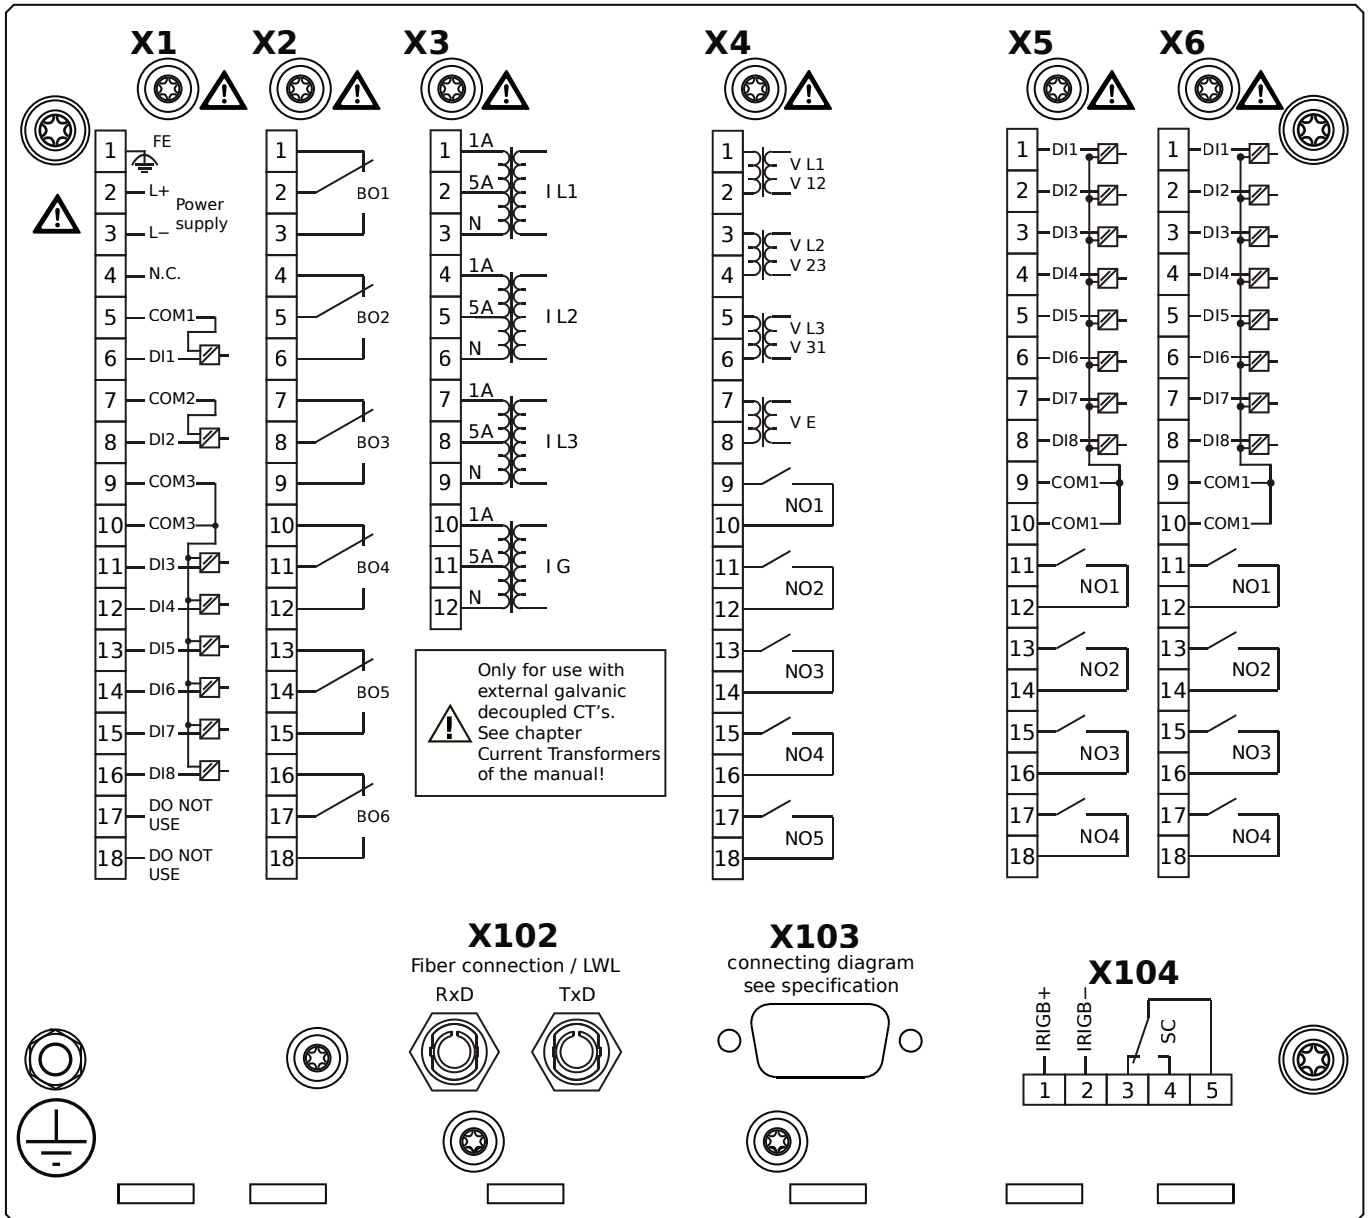 X1
X2
X3
X4
X5
X6
1 FE
2 L+
Power
supply
3 L−
4 N.C.
5 COM1
6 DI1
7 COM2
8 DI2
9 COM3
10 COM3
11 DI3
12 DI4
13 DI5
14 DI6
15 DI7
16 DI8
17 DO NOT
USE
18 DO NOT
USE
1
2 BO1
3
4
5 BO2
6
7
8 BO3
9
10
11 BO4
12
13
14 BO5
15
16
17 BO6
18
1 1A
2 5A I L1
3 N
4 1A
5 5A I L2
6 N
7 1A
8 5A I L3
9 N
10 1A
11 5A I G
12 N
Only for use with
external galvanic
decoupled CT's.
See chapter
Current Transformers
of the manual!
1 V L1
2 V 12
3 V L2
4 V 23
5 V L3
6 V 31
7
V E
8
9
NO1
10
11
NO2
12
13
NO3
14
15
NO4
16
17
NO5
18
1 DI1
2 DI2
3 DI3
4 DI4
5 DI5
6 DI6
7 DI7
8 DI8
9 COM1
10 COM1
11
NO1
12
13
NO2
14
15
NO3
16
17
NO4
18
1 DI1
2 DI2
3 DI3
4 DI4
5 DI5
6 DI6
7 DI7
8 DI8
9 COM1
10 COM1
11
NO1
12
13
NO2
14
15
NO3
16
17
NO4
18
X102
Fiber connection / LWL
RxD TxD
X103
connecting diagram
see specification
X104
IRIGB+
IRIGB−
SC
1 2 3 4 5